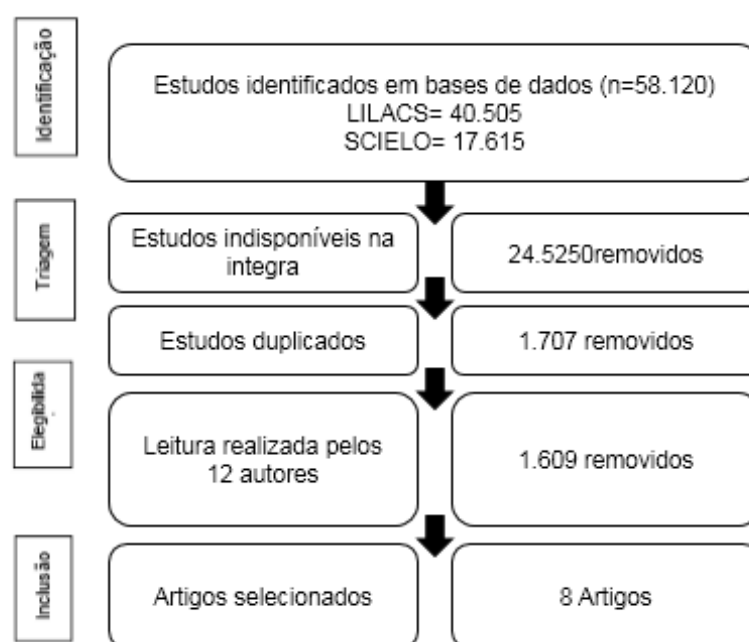 Identificação
Estudos identificados em bases de dados (n=58.120)
LILACS= 40.505
SCIELO= 17.615
Triagem
Estudos indisponíveis na
integra
24.5250removidos
Estudos duplicados
1.707 removidos
Elegibilida
Leitura realizada pelos
12 autores
1.609 removidos
Inclusão
Artigos selecionados
8 Artigos